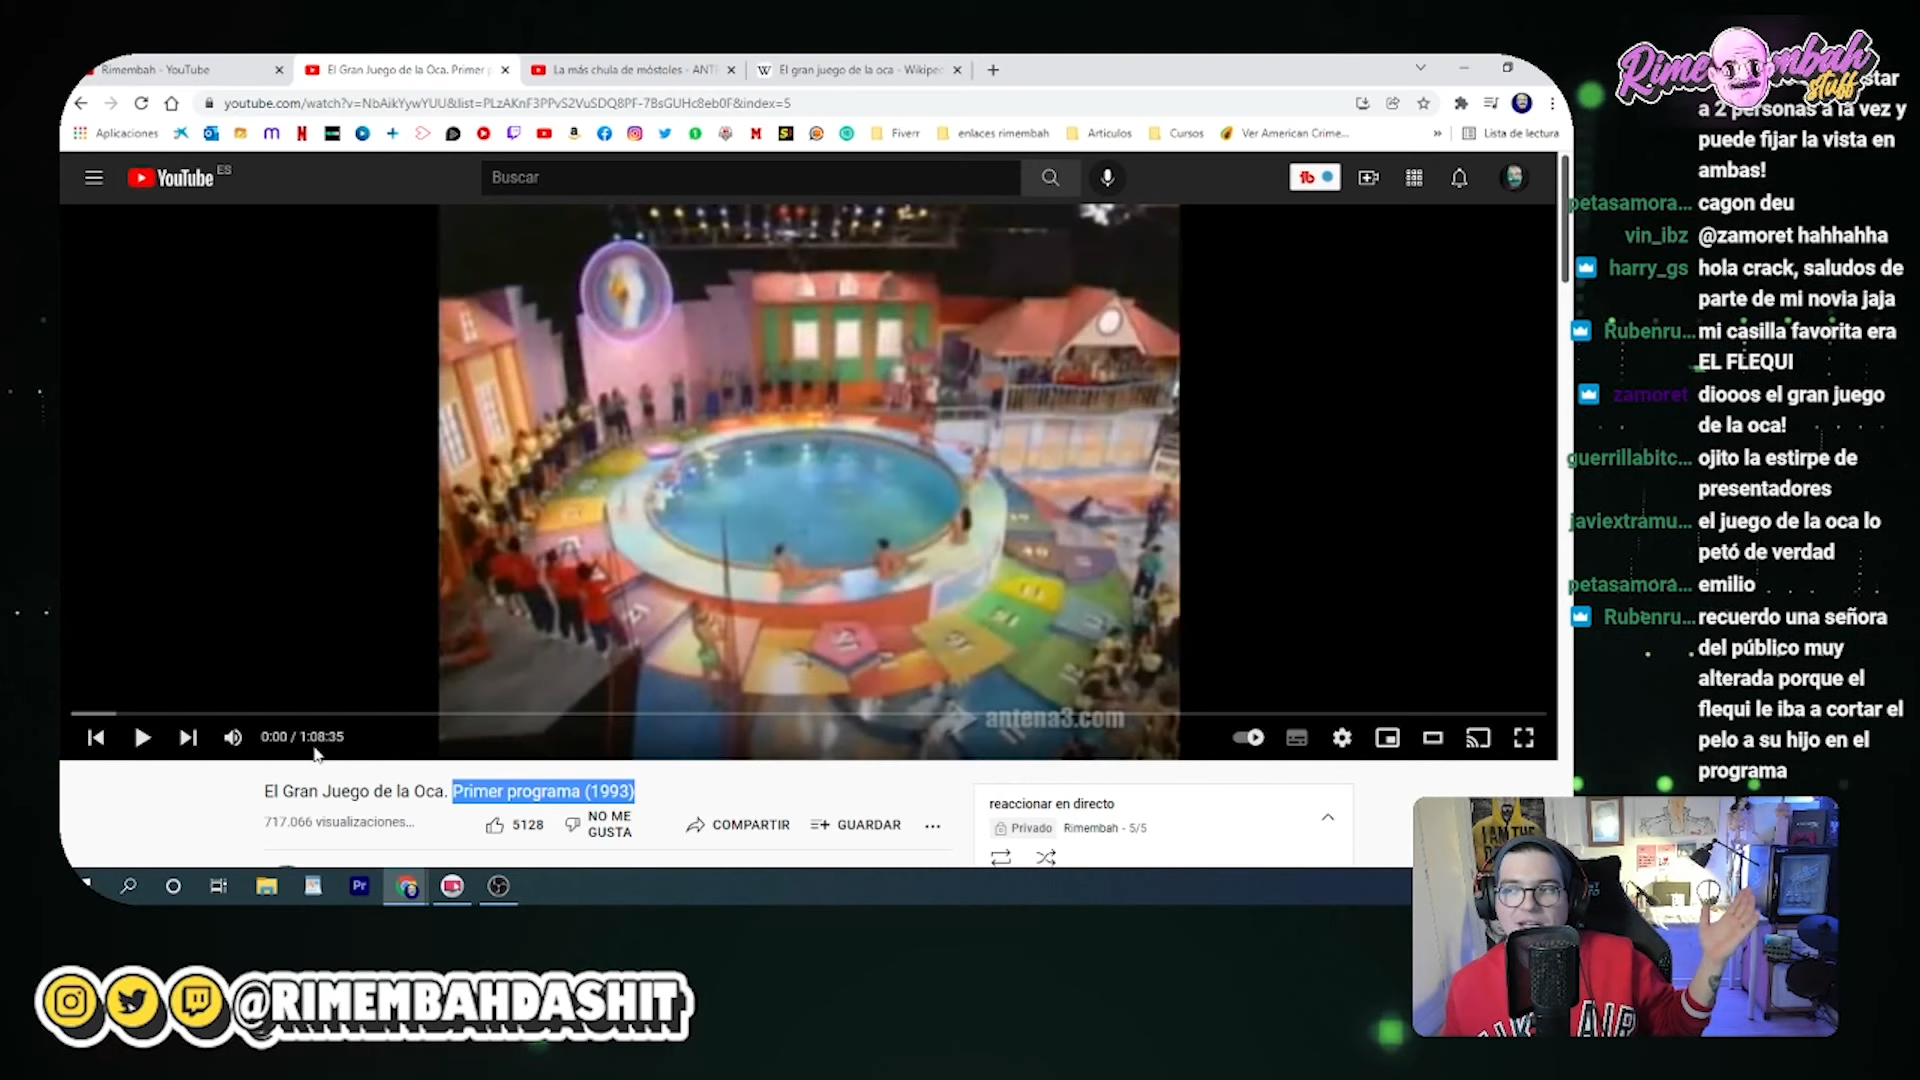 Rimembah - YouTube
El Gran Juego de la Oca. Primer p
La más chula de móstoles - ANT
El gran juego de la oca - Wikipe
youtube.com/watch?v=NbAikYywYUU&list=PLzAKnF3PPvS2VuSDQ8PF-7BsGUHc8eb0F&index=5
Aplicaciones
Fiverr
enlaces rimembah
Artículos
Cursos
Ver American Crime...
»
Lista de lectura
YouTube ES
Buscar
antena3.com
0:00 / 1:08:35
El Gran Juego de la Oca. Primer programa (1993)
717.066 visualizaciones...
5128
NO ME
GUSTA
COMPARTIR
GUARDAR
reaccionar en directo
Privado
Rimembah - 5/5
Pr
@RIMEMBAHDASHIT
Rimembah
stuff
star
a 2 personas a la vez y
puede fijar la vista en
ambas!
petasamora... cagon deu
vin_ibz @zamoret hahhahha
harry_gs hola crack, saludos de
parte de mi novia jaja
Rubenru... mi casilla favorita era
EL FLEQUI
zamoret diooos el gran juego
de la oca!
guerrillabitc... ojito la estirpe de
presentadores
javiextramu... el juego de la oca lo
petó de verdad
petasamora... emilio
Rubenru... recuerdo una señora
del público muy
alterada porque el
flequi le iba a cortar el
pelo a su hijo en el
programa
I AM THE
AIR